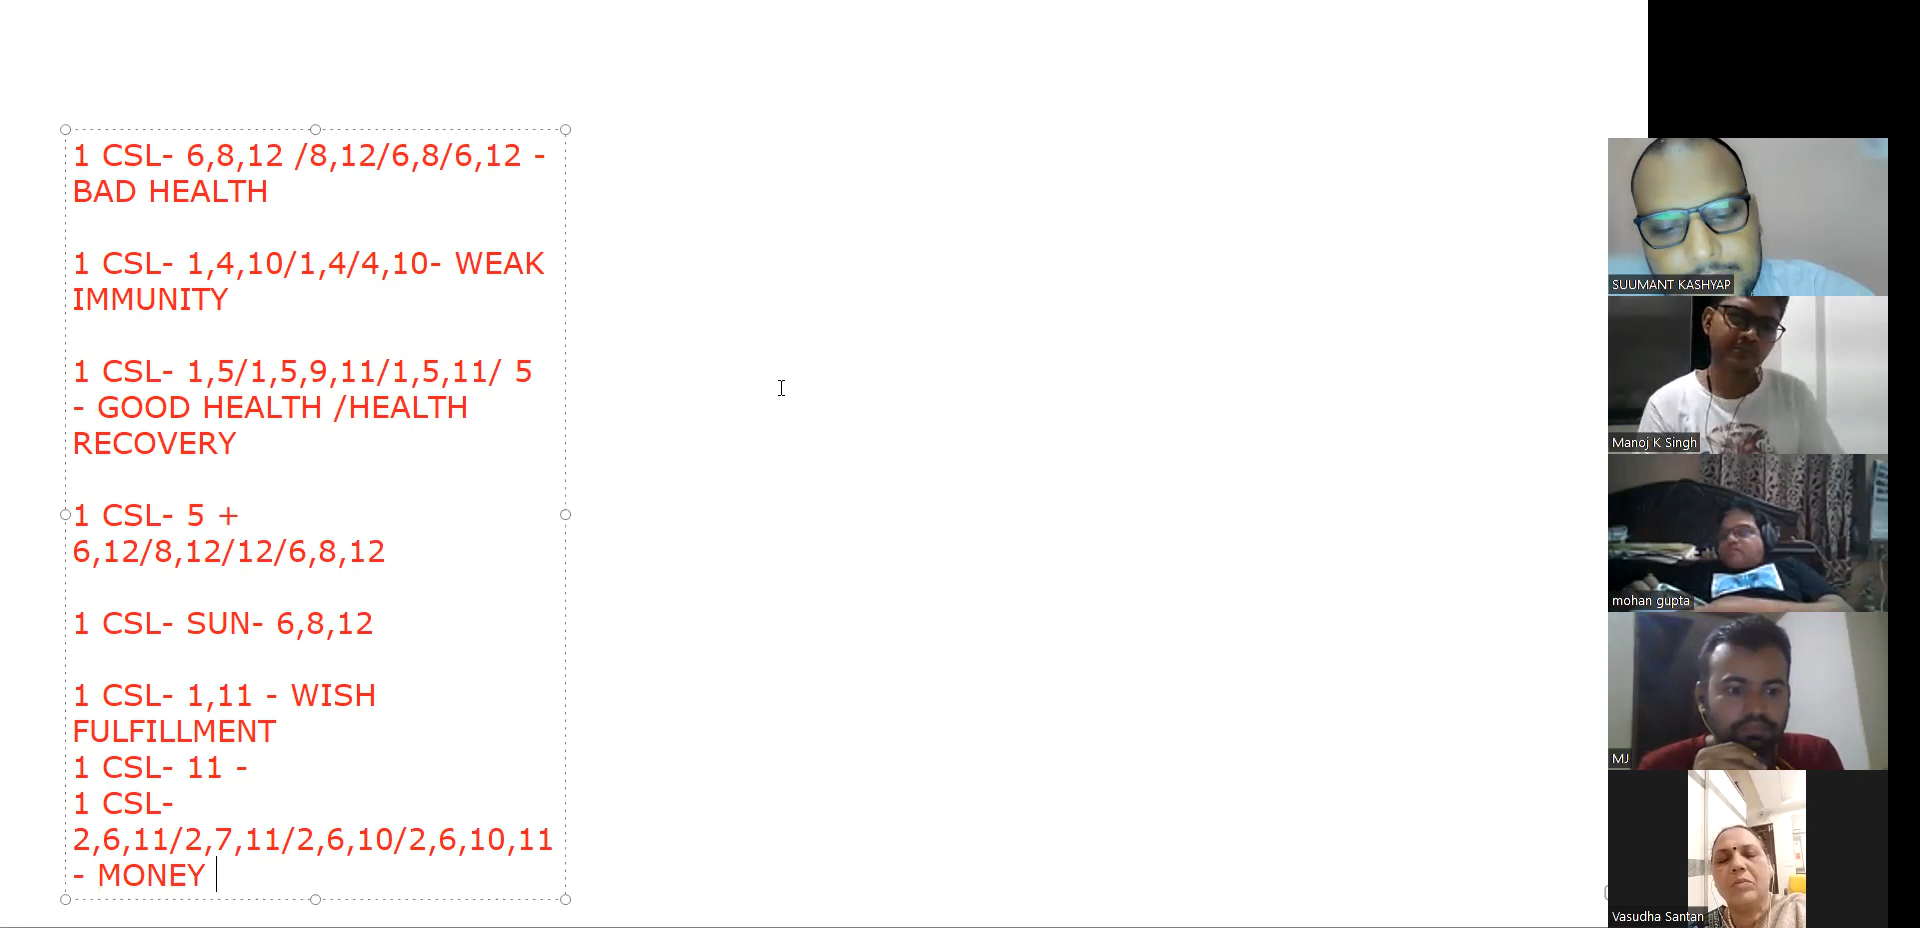 1 CSL- 6,8,12 /8,12/6,8/6,12 -
BAD HEALTH
1 CSL- 1,4,10/1,4/4,10- WEAK
IMMUNITY
1 CSL- 1,5/1,5,9,11/1,5,11/ 5
- GOOD HEALTH /HEALTH
RECOVERY
1 CSL- 5 +
6,12/8,12/12/6,8,12
1 CSL- SUN- 6,8,12
1 CSL- 1,11 - WISH
FULFILLMENT
1 CSL- 11 -
1 CSL-
2,6,11/2,7,11/2,6,10/2,6,10,11
- MONEY
SUUMANT KASHYAP
Manoj K Singh
mohan gupta
MJ
Vasudha Santan